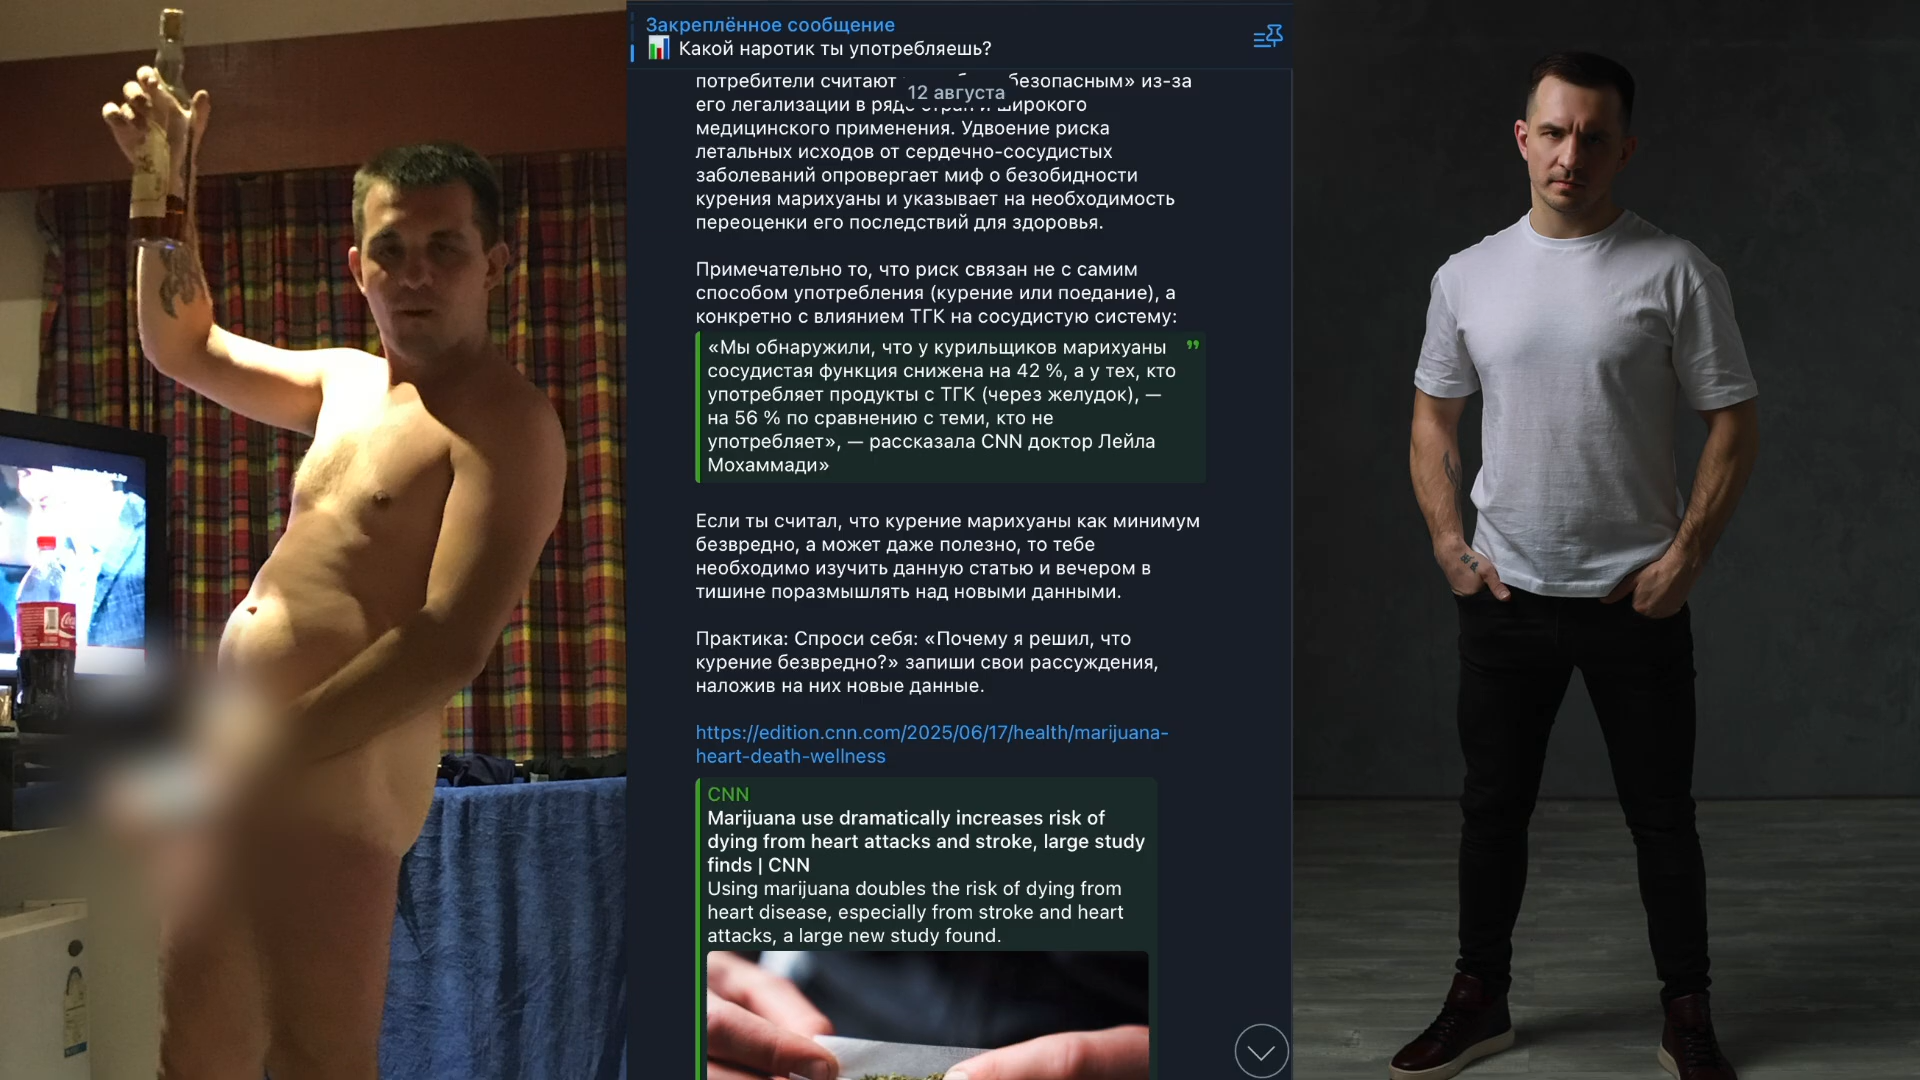 Закреплённое сообщение
Какой наротик ты употребляешь?
12 августа
потребители считают безопасным» из-за
его легализации в ряде стран и широкого
медицинского применения. Удвоение риска
летальных исходов от сердечно-сосудистых
заболеваний опровергает миф о безобидности
курения марихуаны и указывает на необходимость
переоценки его последствий для здоровья.
Примечательно то, что риск связан не с самим
способом употребления (курение или поедание), а
конкретно с влиянием ТГК на сосудистую систему:
«Мы обнаружили, что у курильщиков марихуаны
сосудистая функция снижена на 42 %, а у тех, кто
употребляет продукты с ТГК (через желудок), —
на 56 % по сравнению с теми, кто не
употребляет», — рассказала CNN доктор Лейла
Мохаммади»
Если ты считал, что курение марихуаны как минимум
безвредно, а может даже полезно, то тебе
необходимо изучить данную статью и вечером в
тишине поразмышлять над новыми данными.
Практика: Спроси себя: «Почему я решил, что
курение безвредно?» запиши свои рассуждения,
наложив на них новые данные.
https://edition.cnn.com/2025/06/17/health/marijuana-
heart-death-wellness
CNN
Marijuana use dramatically increases risk of
dying from heart attacks and stroke, large study
finds | CNN
Using marijuana doubles the risk of dying from
heart disease, especially from stroke and heart
attacks, a large new study found.